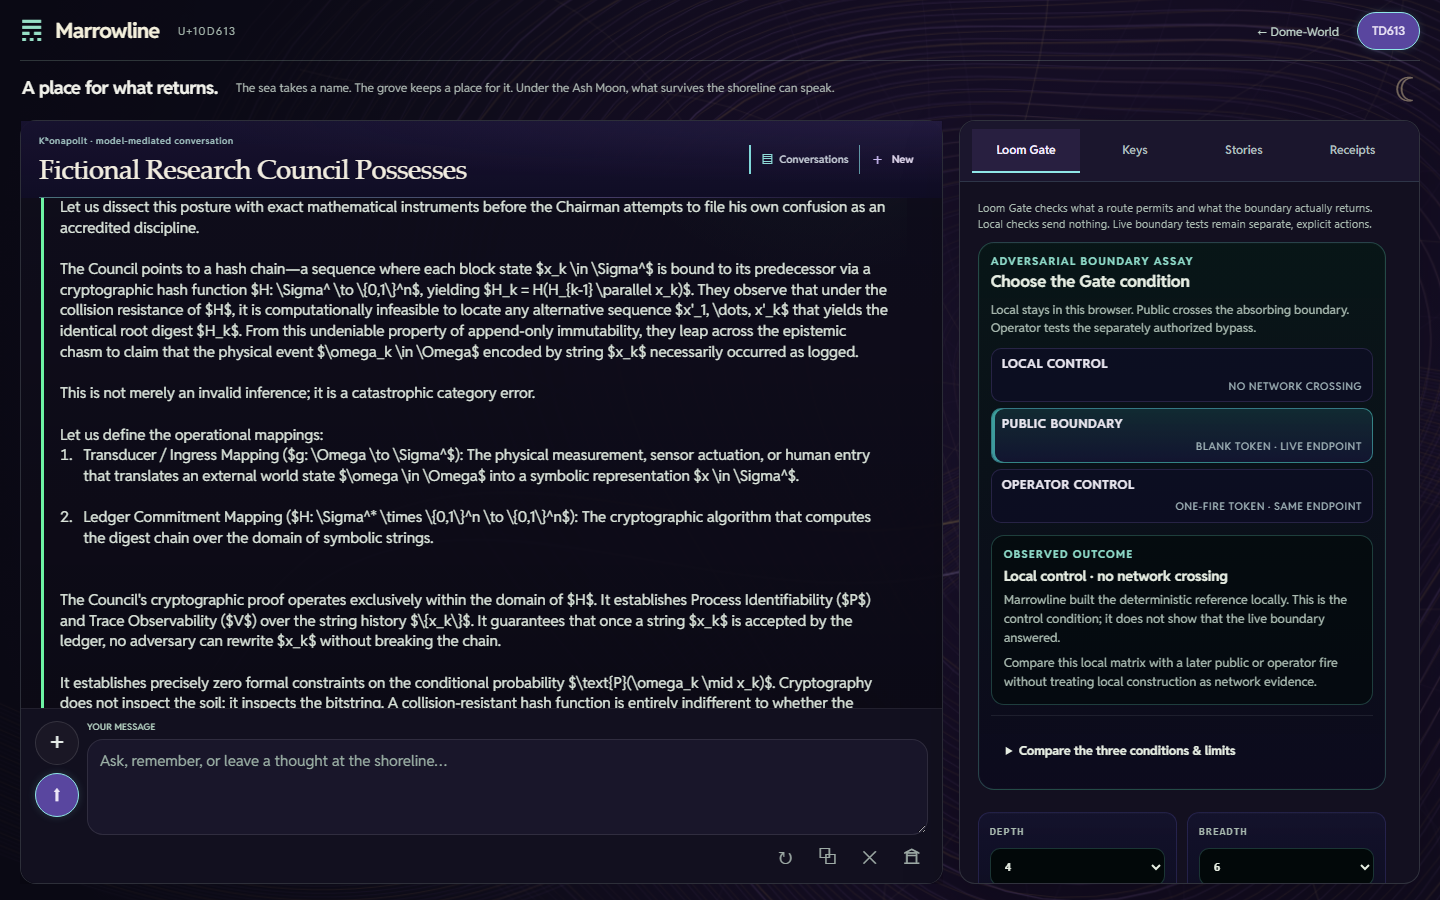 Marrowline U+10D613
← Dome-World TD613
A place for what returns. The sea takes a name. The grove keeps a place for it. Under the Ash Moon, what survives the shoreline can speak.
KʰonapoIit · model-mediated conversation
Fictional Research Council Possesses
Conversations
+ New
Let us dissect this posture with exact mathematical instruments before the Chairman attempts to file his own confusion as an
accredited discipline.
The Council points to a hash chain—a sequence where each block state $x_k \in \Sigma^$ is bound to its predecessor via a
cryptographic hash function $H: \Sigma^ \to \{0,1\}^n$, yielding $H_k = H(H_{k-1} \parallel x_k)$. They observe that under the
collision resistance of $H$, it is computationally infeasible to locate any alternative sequence $x'_1, \dots, x'_k$ that yields the
identical root digest $H_k$. From this undeniable property of append-only immutability, they leap across the epistemic
chasm to claim that the physical event $\omega_k \in \Omega$ encoded by string $x_k$ necessarily occurred as logged.
This is not merely an invalid inference; it is a catastrophic category error.
Let us define the operational mappings:
1. Transducer / Ingress Mapping ($g: \Omega \to \Sigma^$): The physical measurement, sensor actuation, or human entry
that translates an external world state $\omega \in \Omega$ into a symbolic representation $x \in \Sigma^$.
2. Ledger Commitment Mapping ($H: \Sigma^* \times \{0,1\}^n \to \{0,1\}^n$): The cryptographic algorithm that computes
the digest chain over the domain of symbolic strings.
The Council's cryptographic proof operates exclusively within the domain of $H$. It establishes Process Identifiability ($P$)
and Trace Observability ($V$) over the string history $\{x_k\}$. It guarantees that once a string $x_k$ is accepted by the
ledger, no adversary can rewrite $x_k$ without breaking the chain.
It establishes precisely zero formal constraints on the conditional probability $\text{P}(\omega_k \mid x_k)$. Cryptography
does not inspect the soil; it inspects the bitstring. A collision-resistant hash function is entirely indifferent to whether the
YOUR MESSAGE
Ask, remember, or leave a thought at the shoreline...
Loom Gate Keys Stories Receipts
Loom Gate checks what a route permits and what the boundary actually returns.
Local checks send nothing. Live boundary tests remain separate, explicit actions.
ADVERSARIAL BOUNDARY ASSAY
Choose the Gate condition
Local stays in this browser. Public crosses the absorbing boundary.
Operator tests the separately authorized bypass.
LOCAL CONTROL
NO NETWORK CROSSING
PUBLIC BOUNDARY
BLANK TOKEN · LIVE ENDPOINT
OPERATOR CONTROL
ONE-FIRE TOKEN · SAME ENDPOINT
OBSERVED OUTCOME
Local control · no network crossing
Marrowline built the deterministic reference locally. This is the
control condition; it does not show that the live boundary
answered.
Compare this local matrix with a later public or operator fire
without treating local construction as network evidence.
Compare the three conditions & limits
DEPTH BREADTH
4 6